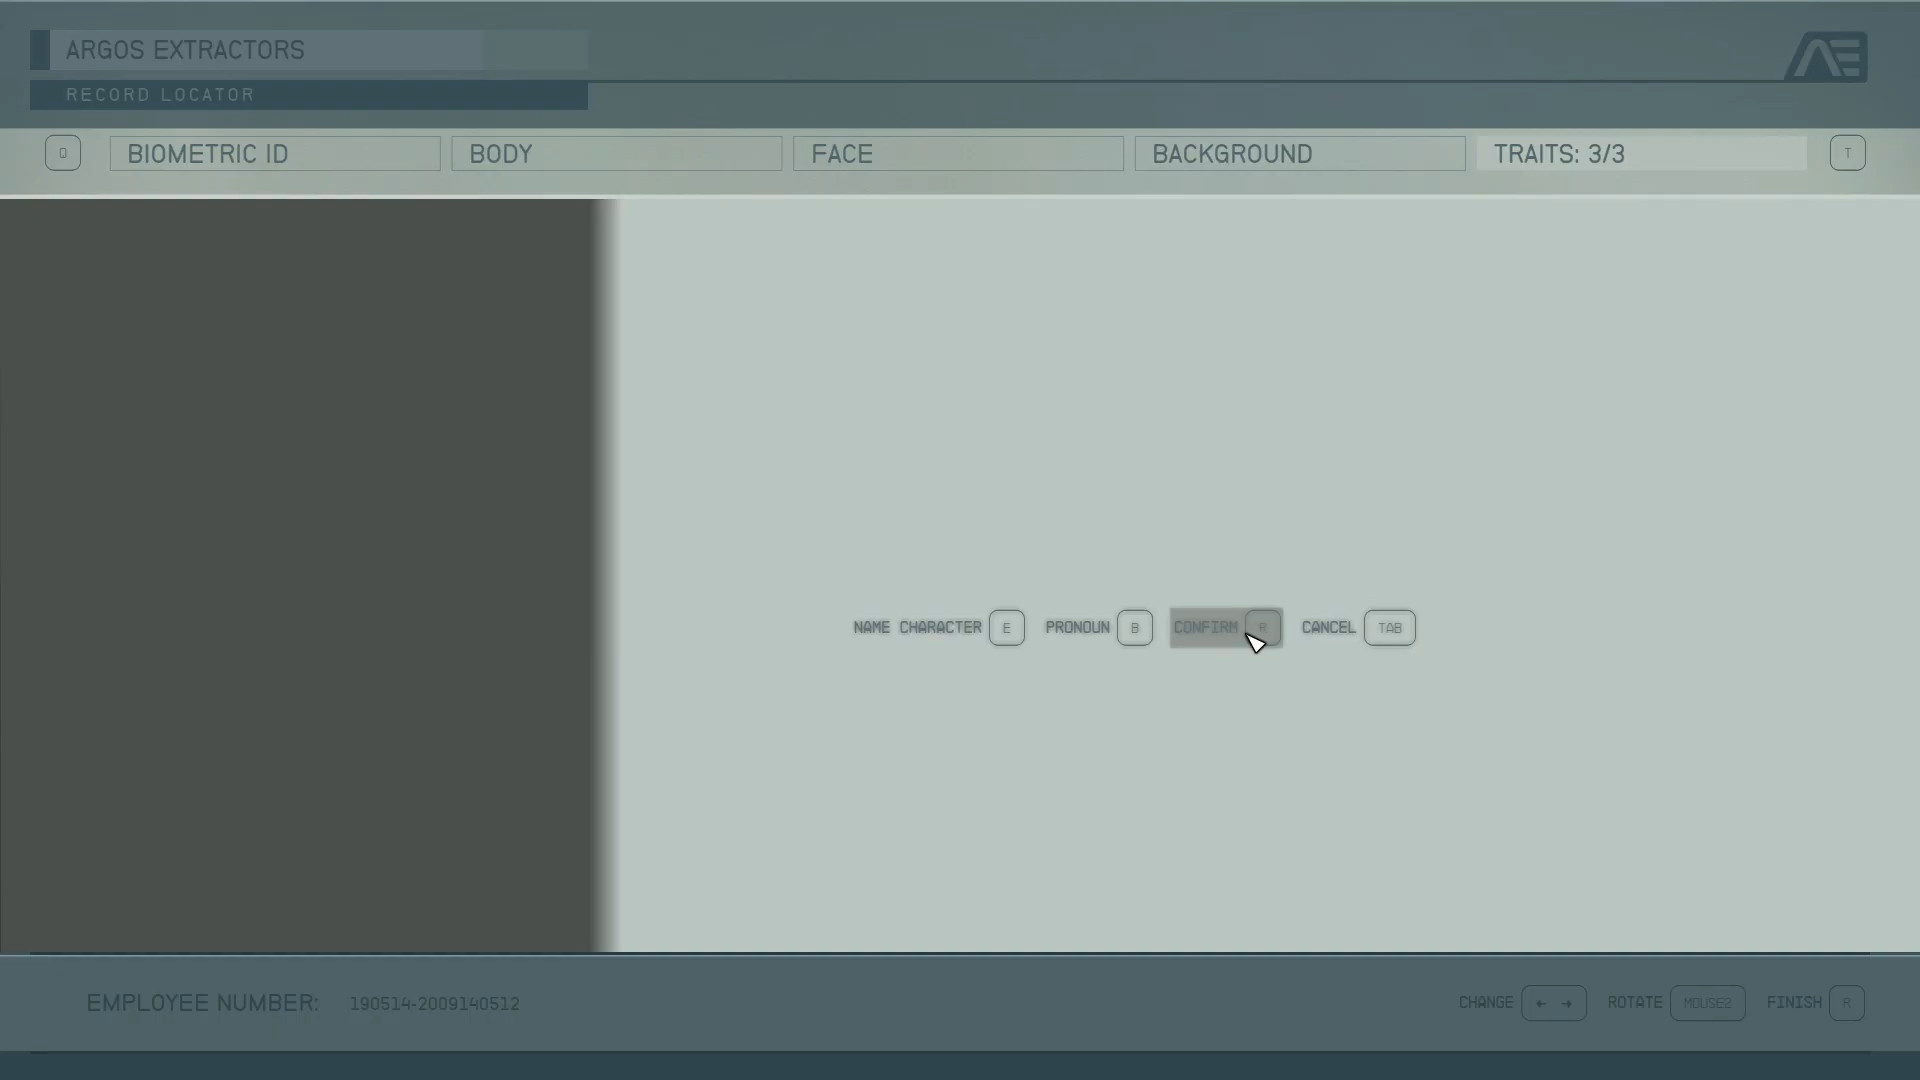 ARGOS EXTRACTORS
RECORD LOCATOR
AE
Q BIOMETRIC ID BODY FACE BACKGROUND TRAITS: 3/3 T
NAME CHARACTER E PRONOUN B CONFIRM R CANCEL TAB
EMPLOYEE NUMBER: 190514-2009140512 CHANGE ← → ROTATE MOUSE2 FINISH R